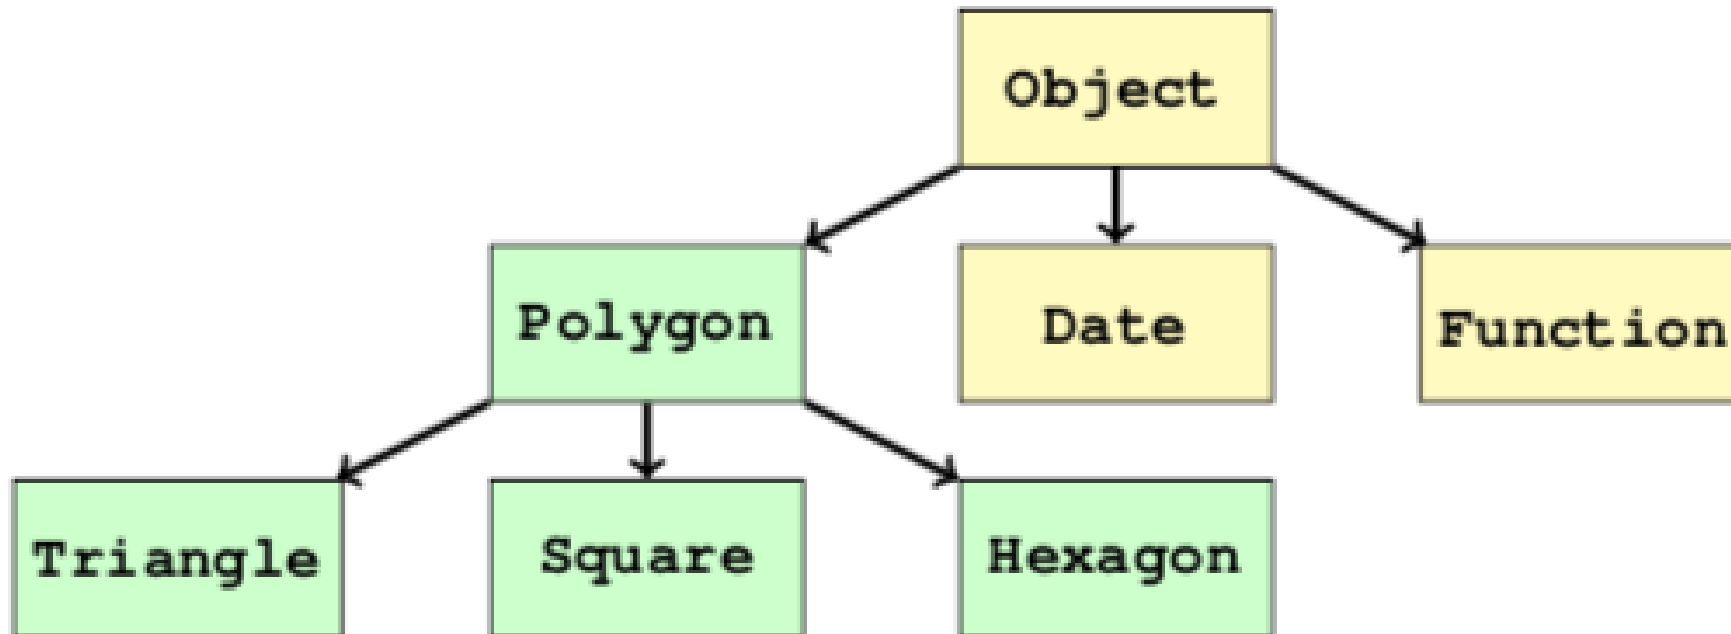 Object
Polygon
Date
Function
Triangle
Square
Hexagon